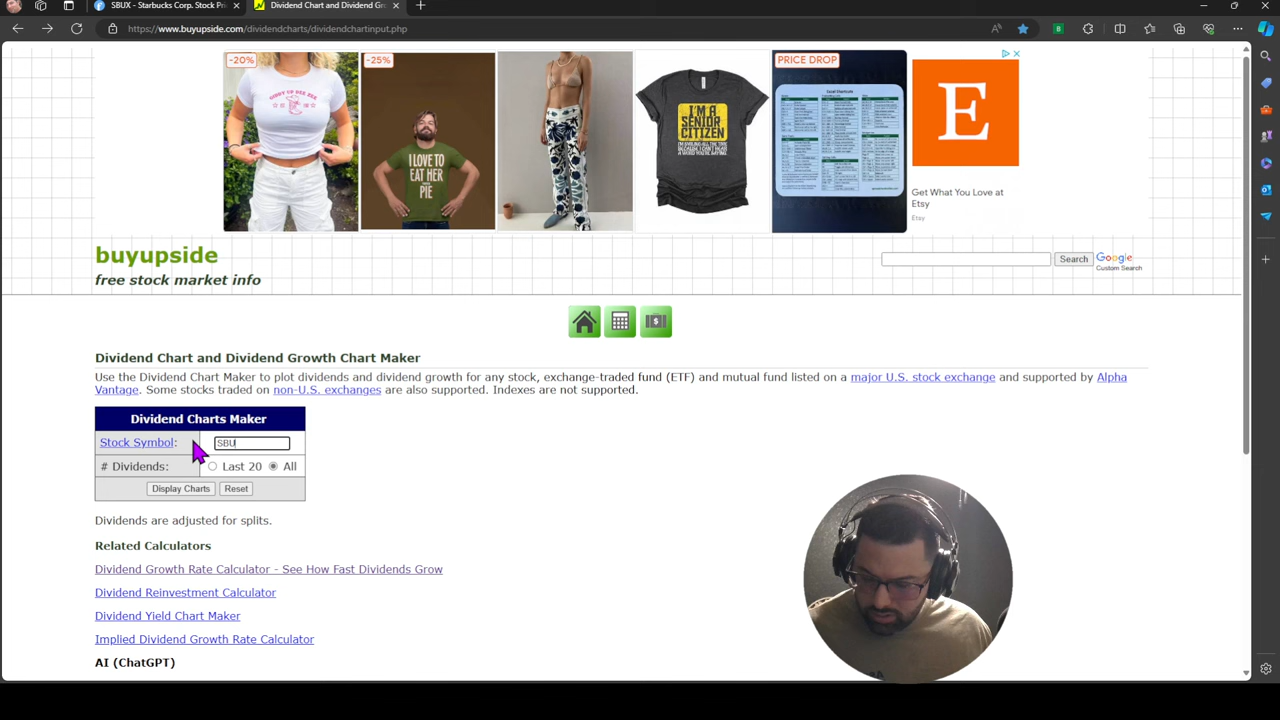 SBUX - Starbucks Corp. Stock Pri
Dividend Chart and Dividend Gro
https://www.buyupside.com/dividendcharts/dividendchartinput.php
-20%
-25%
PRICE DROP
GIDDY UP DEE ZEE
I LOVE TO
EAT HER
PIE
I'M A
SENIOR
CITIZEN
E
Get What You Love at
Etsy
Etsy
buyupside
free stock market info
Search
Google
Custom Search
Dividend Chart and Dividend Growth Chart Maker
Use the Dividend Chart Maker to plot dividends and dividend growth for any stock, exchange-traded fund (ETF) and mutual fund listed on a major U.S. stock exchange and supported by Alpha
Vantage. Some stocks traded on non-U.S. exchanges are also supported. Indexes are not supported.
Dividend Charts Maker
Stock Symbol: SBU
# Dividends: Last 20 All
Display Charts Reset
Dividends are adjusted for splits.
Related Calculators
Dividend Growth Rate Calculator - See How Fast Dividends Grow
Dividend Reinvestment Calculator
Dividend Yield Chart Maker
Implied Dividend Growth Rate Calculator
AI (ChatGPT)